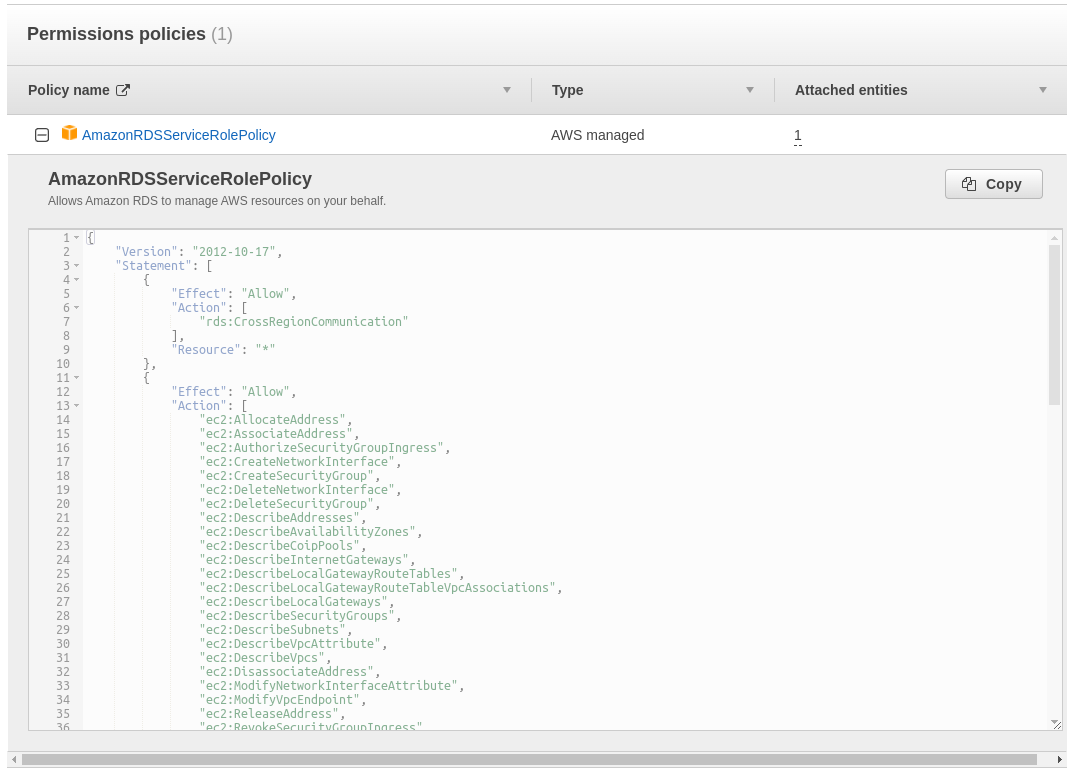 Permissions policies (1)
Policy name Type Attached entities
AmazonRDSServiceRolePolicy AWS managed 1
AmazonRDSServiceRolePolicy
Allows Amazon RDS to manage AWS resources on your behalf.
Copy
1 {
2     "Version": "2012-10-17",
3     "Statement": [
4         {
5             "Effect": "Allow",
6             "Action": [
7                 "rds:CrossRegionCommunication"
8             ],
9             "Resource": "*"
10         },
11         {
12             "Effect": "Allow",
13             "Action": [
14                 "ec2:AllocateAddress",
15                 "ec2:AssociateAddress",
16                 "ec2:AuthorizeSecurityGroupIngress",
17                 "ec2:CreateNetworkInterface",
18                 "ec2:CreateSecurityGroup",
19                 "ec2:DeleteNetworkInterface",
20                 "ec2:DeleteSecurityGroup",
21                 "ec2:DescribeAddresses",
22                 "ec2:DescribeAvailabilityZones",
23                 "ec2:DescribeCoipPools",
24                 "ec2:DescribeInternetGateways",
25                 "ec2:DescribeLocalGatewayRouteTables",
26                 "ec2:DescribeLocalGatewayRouteTableVpcAssociations",
27                 "ec2:DescribeLocalGateways",
28                 "ec2:DescribeSecurityGroups",
29                 "ec2:DescribeSubnets",
30                 "ec2:DescribeVpcAttribute",
31                 "ec2:DescribeVpcs",
32                 "ec2:DisassociateAddress",
33                 "ec2:ModifyNetworkInterfaceAttribute",
34                 "ec2:ModifyVpcEndpoint",
35                 "ec2:ReleaseAddress",
36                 "ec2:RevokeSecurityGroupIngress"